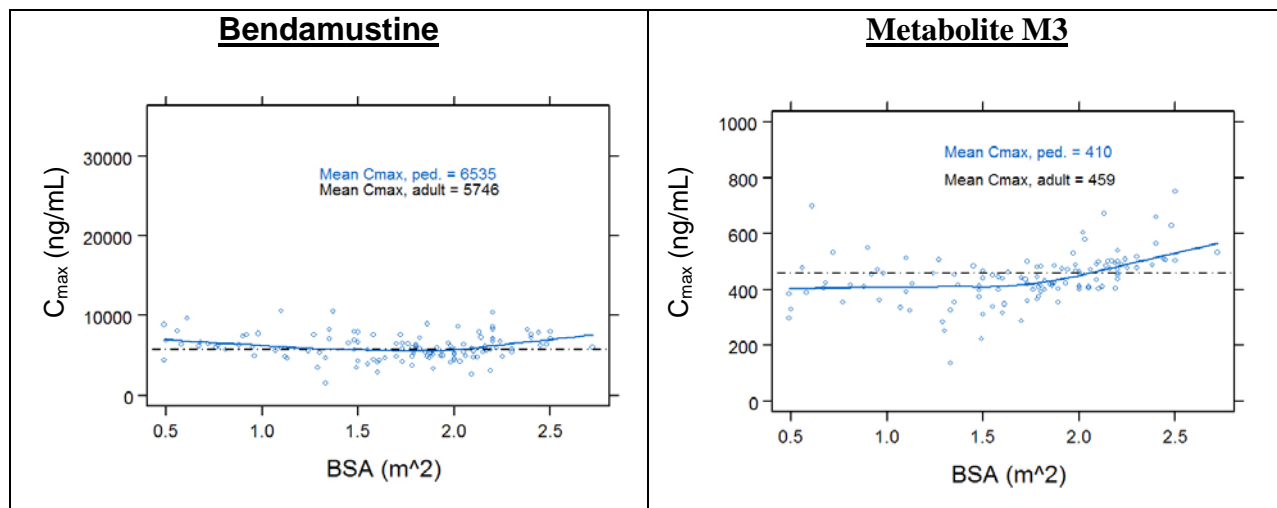 Bendamustine
Cmax (ng/mL)
30000
20000
10000
0
Mean Cmax, ped. = 6535
Mean Cmax, adult = 5746
0.5 1.0 1.5 2.0 2.5
BSA (m^2)
Metabolite M3
Cmax (ng/mL)
1000
800
600
400
200
0
Mean Cmax, ped. = 410
Mean Cmax, adult = 459
0.5 1.0 1.5 2.0 2.5
BSA (m^2)